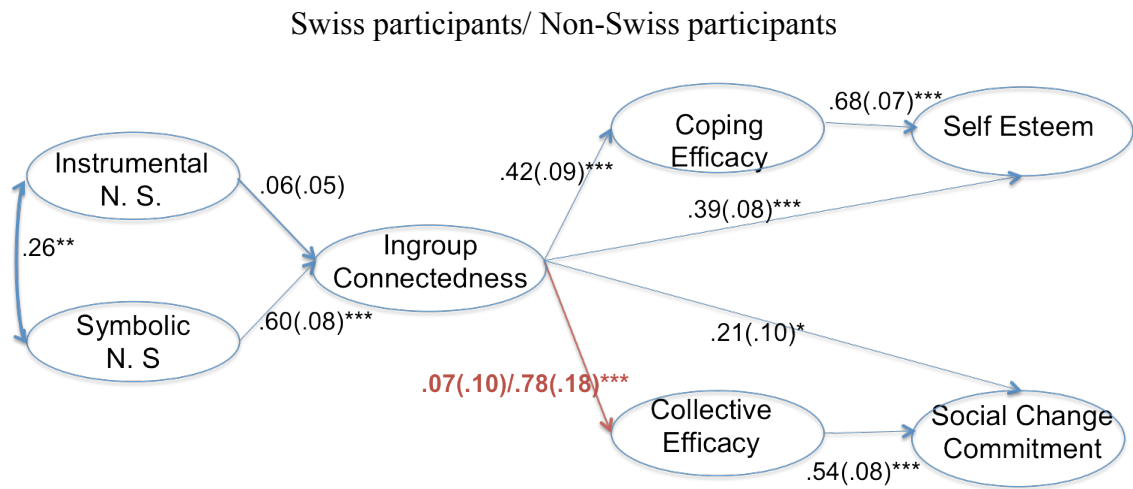 Swiss participants/ Non-Swiss participants
Instrumental
N. S.
.06(.05)
.26**
Symbolic
N. S
.60(.08)***
Ingroup
Connectedness
.42(.09)***
Coping
Efficacy
.68(.07)***
Self Esteem
.39(.08)***
.21(.10)*
.07(.10)/.78(.18)***
Collective
Efficacy
.54(.08)***
Social Change
Commitment